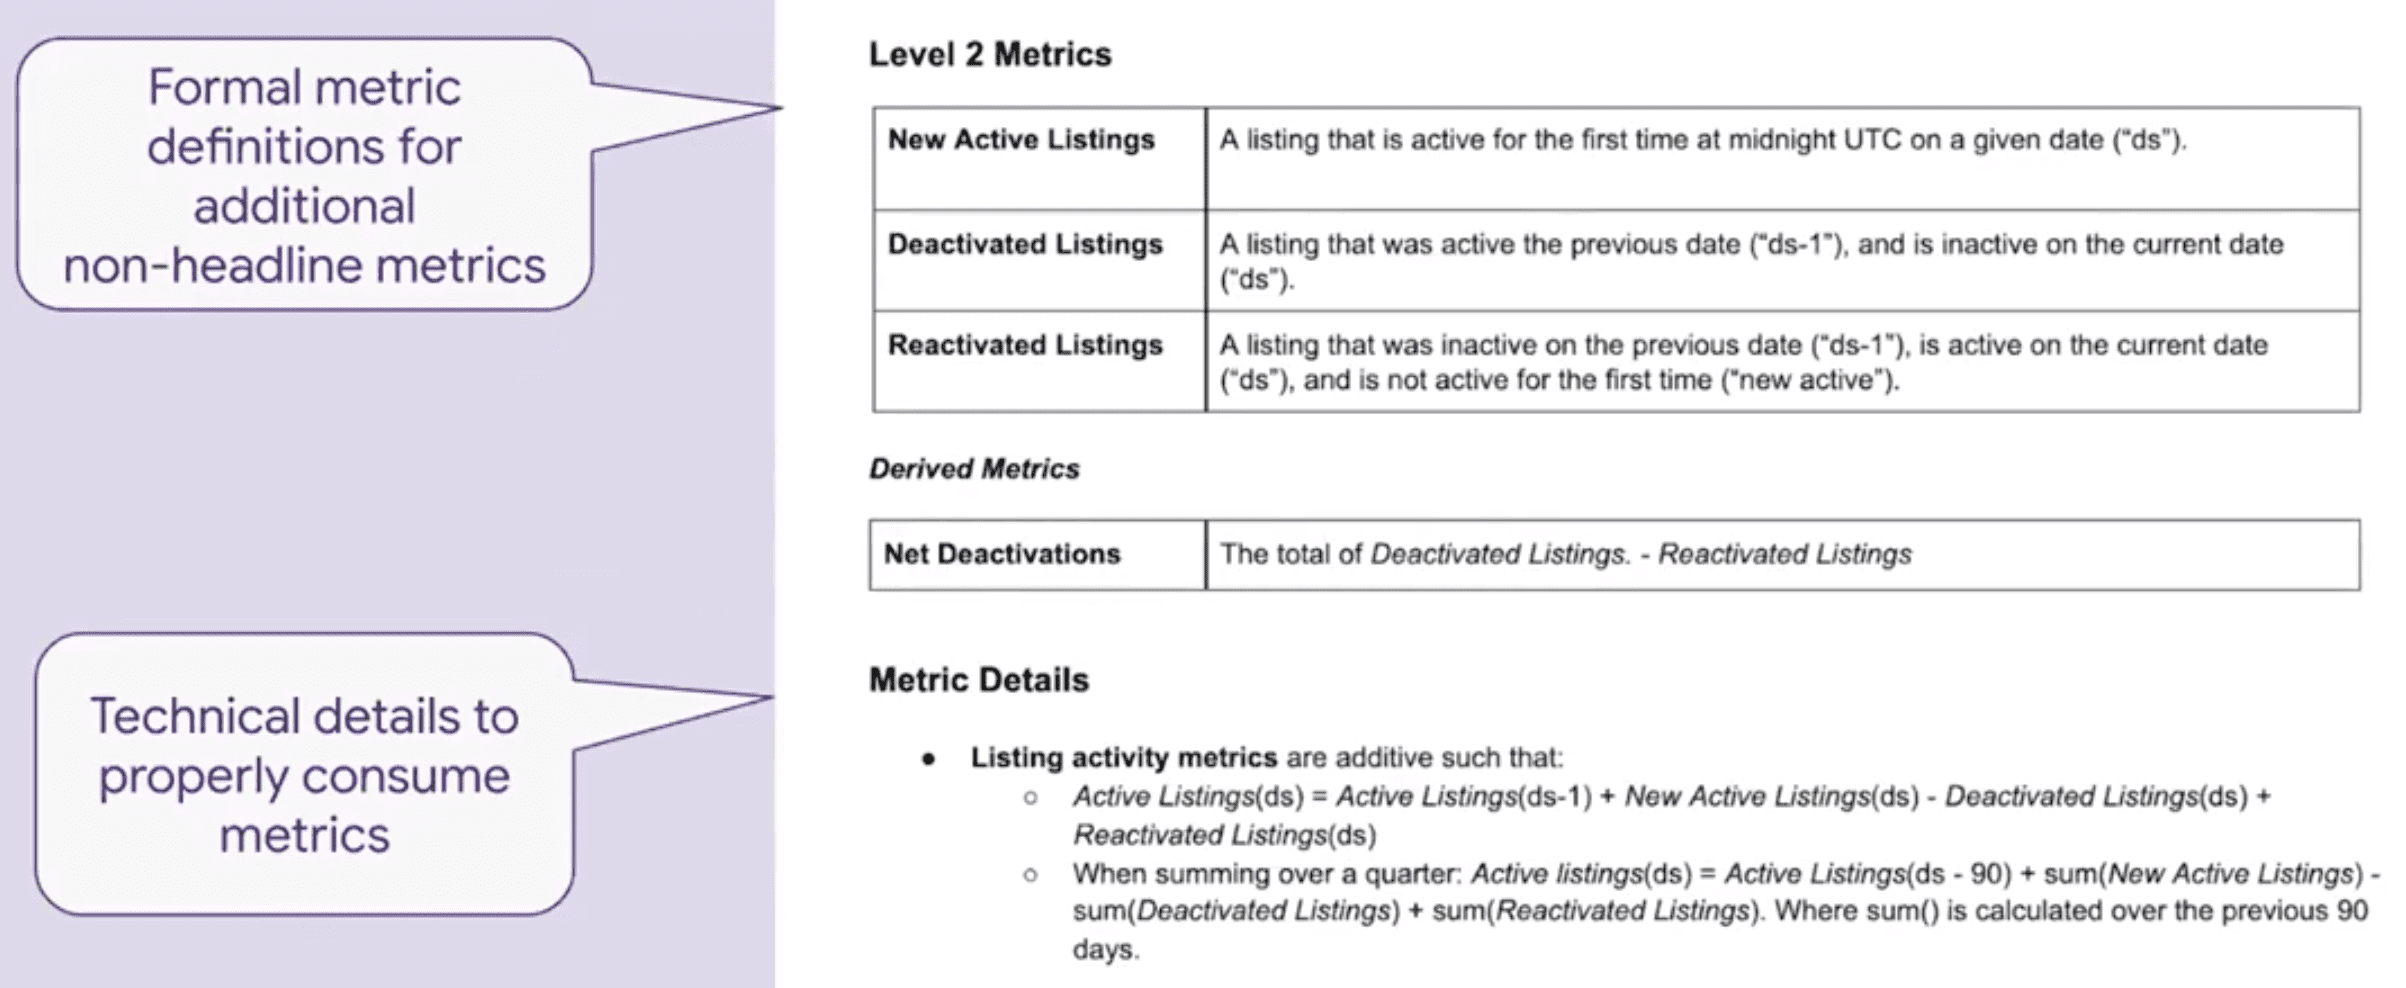 Formal metric
definitions for
additional
non-headline metrics
Technical details to
properly consume
metrics
Level 2 Metrics
New Active Listings
A listing that is active for the first time at midnight UTC on a given date (“ds”).
Deactivated Listings
A listing that was active the previous date (“ds-1”), and is inactive on the current date
(“ds”).
Reactivated Listings
A listing that was inactive on the previous date (“ds-1”), is active on the current date
(“ds”), and is not active for the first time (“new active”).
Derived Metrics
Net Deactivations
The total of Deactivated Listings. - Reactivated Listings
Metric Details
● Listing activity metrics are additive such that:
○ Active Listings(ds) = Active Listings(ds-1) + New Active Listings(ds) - Deactivated Listings(ds) +
Reactivated Listings(ds)
○ When summing over a quarter: Active listings(ds) = Active Listings(ds - 90) + sum(New Active Listings) -
sum(Deactivated Listings) + sum(Reactivated Listings). Where sum() is calculated over the previous 90
days.